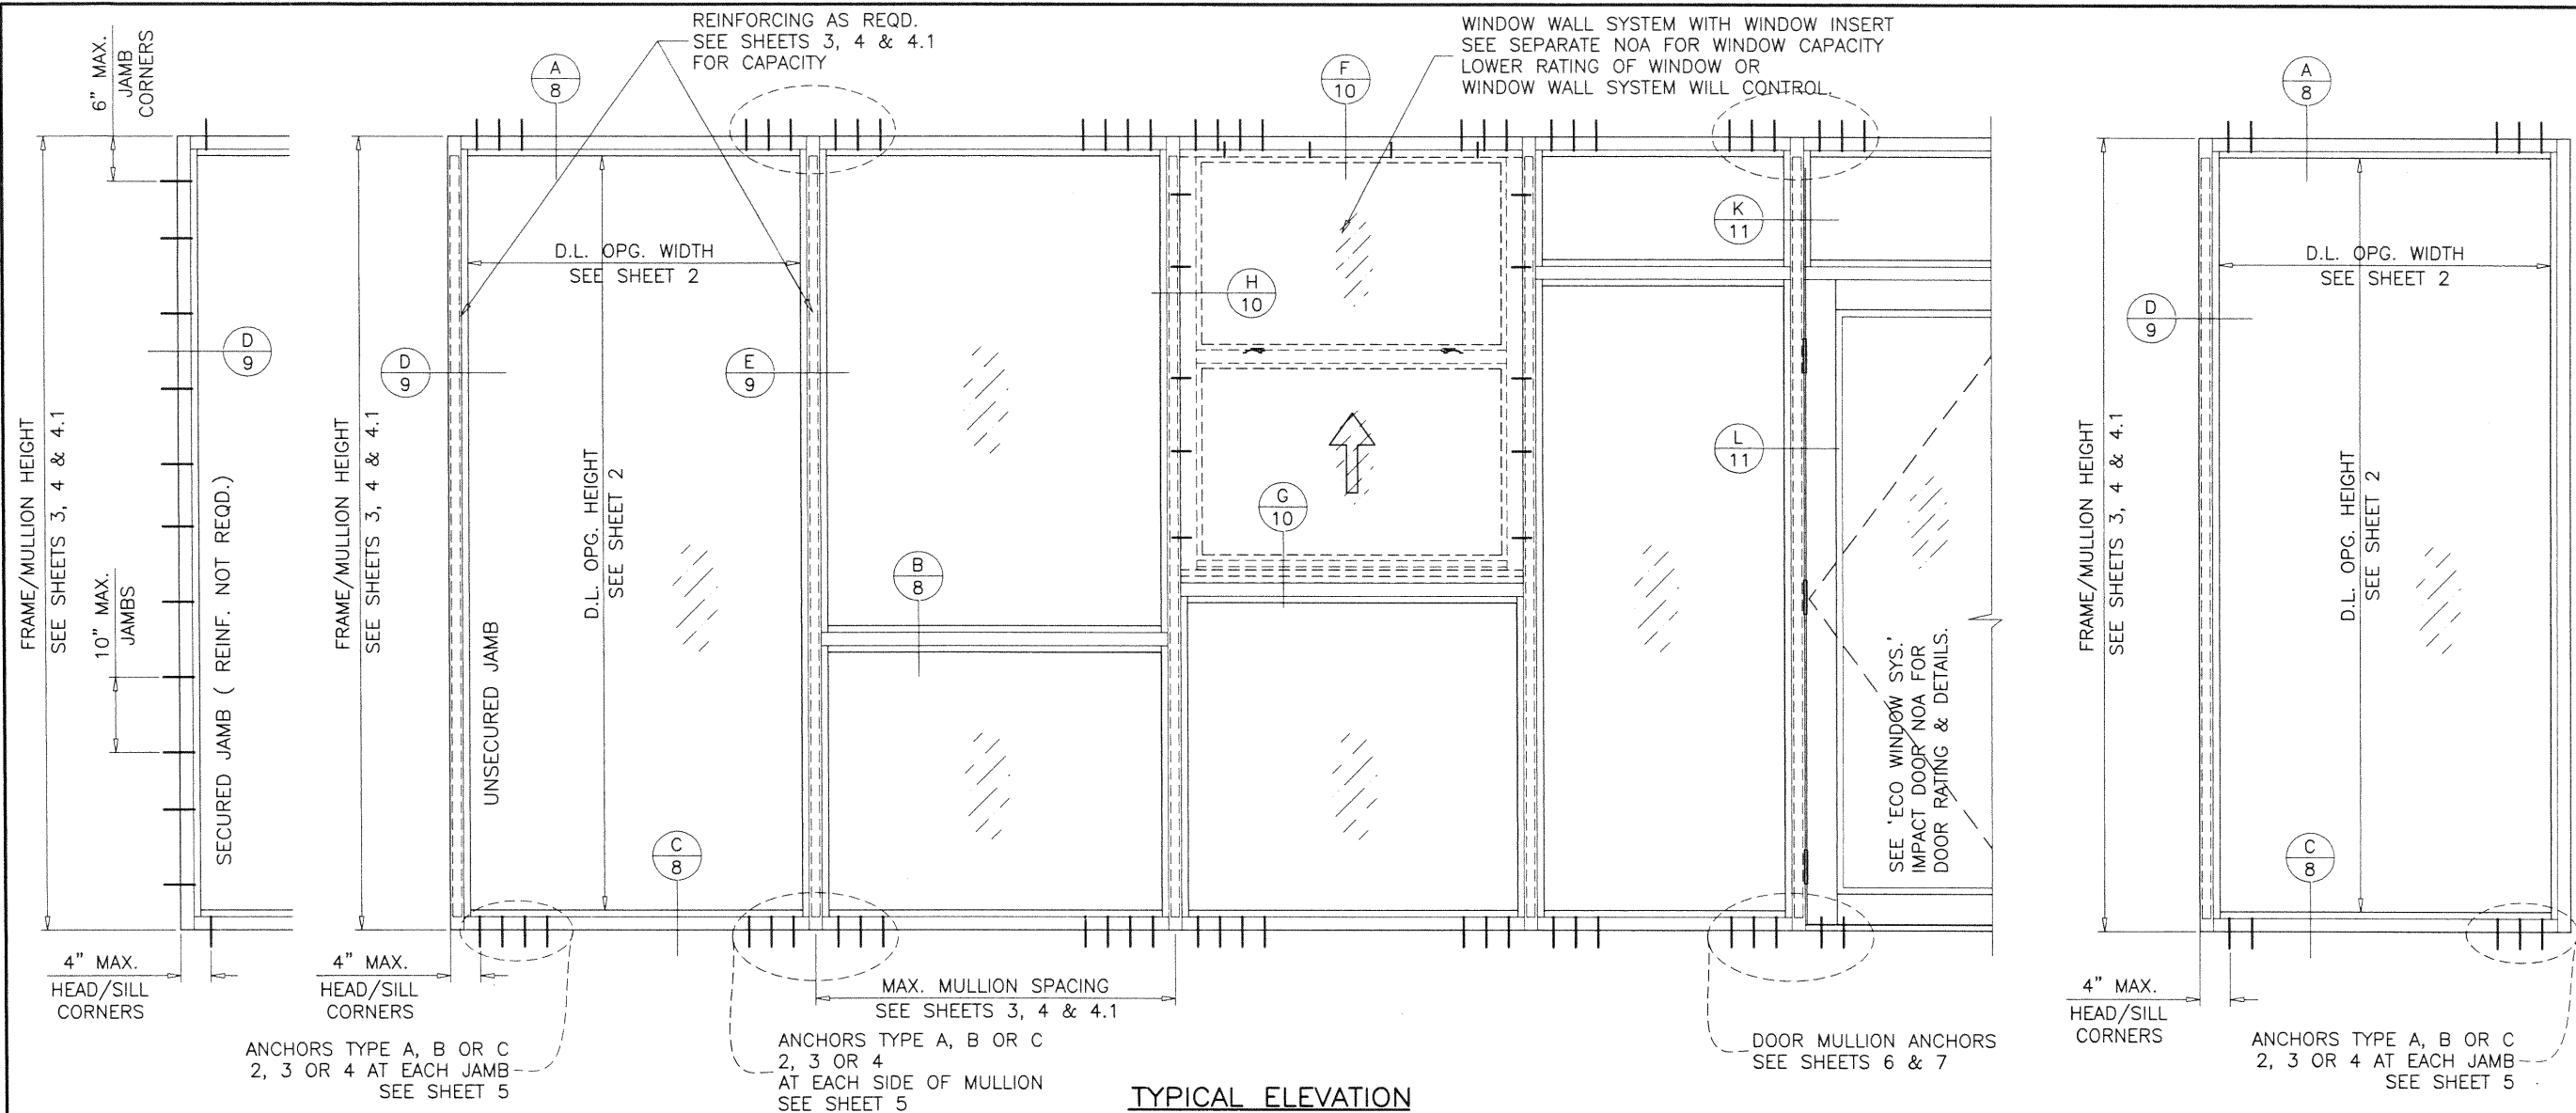 REINFORCING AS REQD.
SEE SHEETS 3, 4 & 4.1
FOR CAPACITY
WINDOW WALL SYSTEM WITH WINDOW INSERT
SEE SEPARATE NOA FOR WINDOW CAPACITY
LOWER RATING OF WINDOW OR
WINDOW WALL SYSTEM WILL CONTROL.
6" MAX.
JAMB
CORNERS
A
8
F
10
A
8
K
11
D.L. OPG. WIDTH
SEE SHEET 2
D.L. OPG. WIDTH
SEE SHEET 2
H
10
D
9
D
9
D
9
E
9
L
11
G
10
B
8
FRAME/MULLION HEIGHT
SEE SHEETS 3, 4 & 4.1
10" MAX.
JAMBS
SECURED JAMB ( REINF. NOT REQD.)
FRAME/MULLION HEIGHT
SEE SHEETS 3, 4 & 4.1
UNSECURED JAMB
D.L. OPG. HEIGHT
SEE SHEET 2
SEE 'ECO WINDOW SYS.'
IMPACT DOOR NOA FOR
DOOR RATING & DETAILS.
FRAME/MULLION HEIGHT
SEE SHEETS 3, 4 & 4.1
D.L. OPG. HEIGHT
SEE SHEET 2
C
8
C
8
4" MAX.
HEAD/SILL
CORNERS
4" MAX.
HEAD/SILL
CORNERS
MAX. MULLION SPACING
SEE SHEETS 3, 4 & 4.1
4" MAX.
HEAD/SILL
CORNERS
ANCHORS TYPE A, B OR C
2, 3 OR 4 AT EACH JAMB
SEE SHEET 5
ANCHORS TYPE A, B OR C
2, 3 OR 4
AT EACH SIDE OF MULLION
SEE SHEET 5
DOOR MULLION ANCHORS
SEE SHEETS 6 & 7
ANCHORS TYPE A, B OR C
2, 3 OR 4 AT EACH JAMB
SEE SHEET 5
TYPICAL ELEVATION